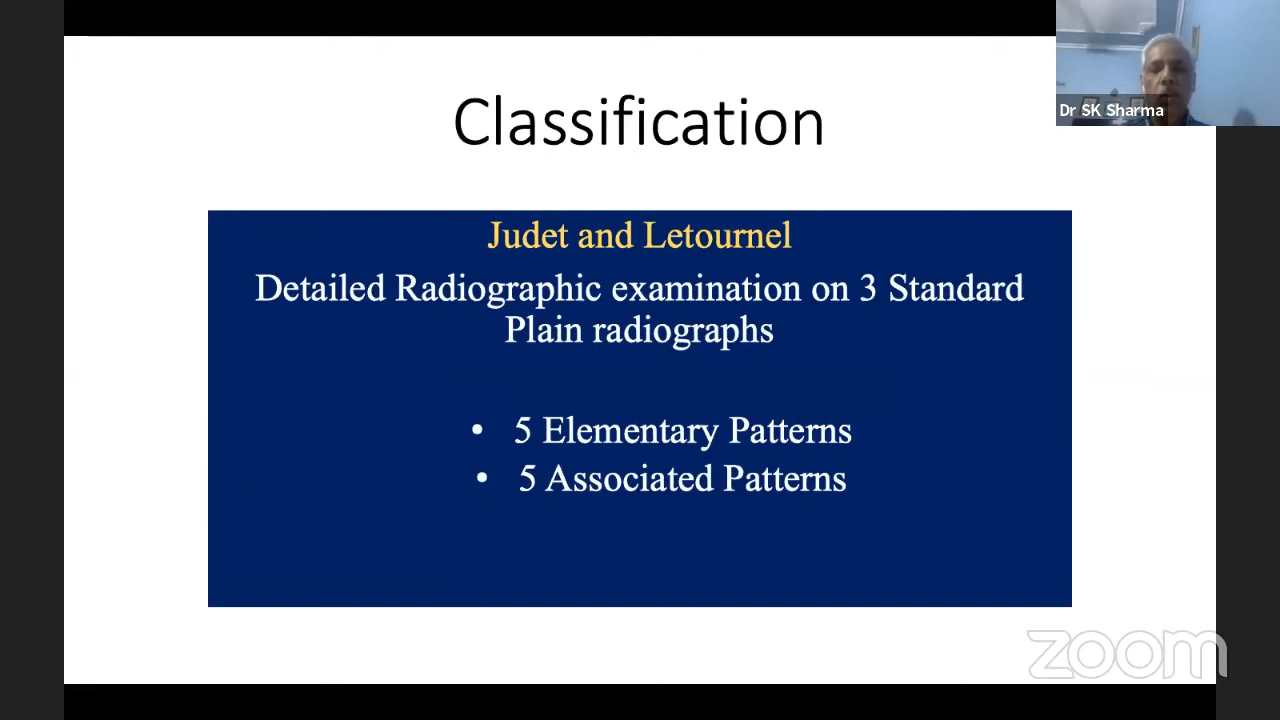 Classification
Dr SK Sharma
Judet and Letournel
Detailed Radiographic examination on 3 Standard
Plain radiographs
• 5 Elementary Patterns
• 5 Associated Patterns
zoom